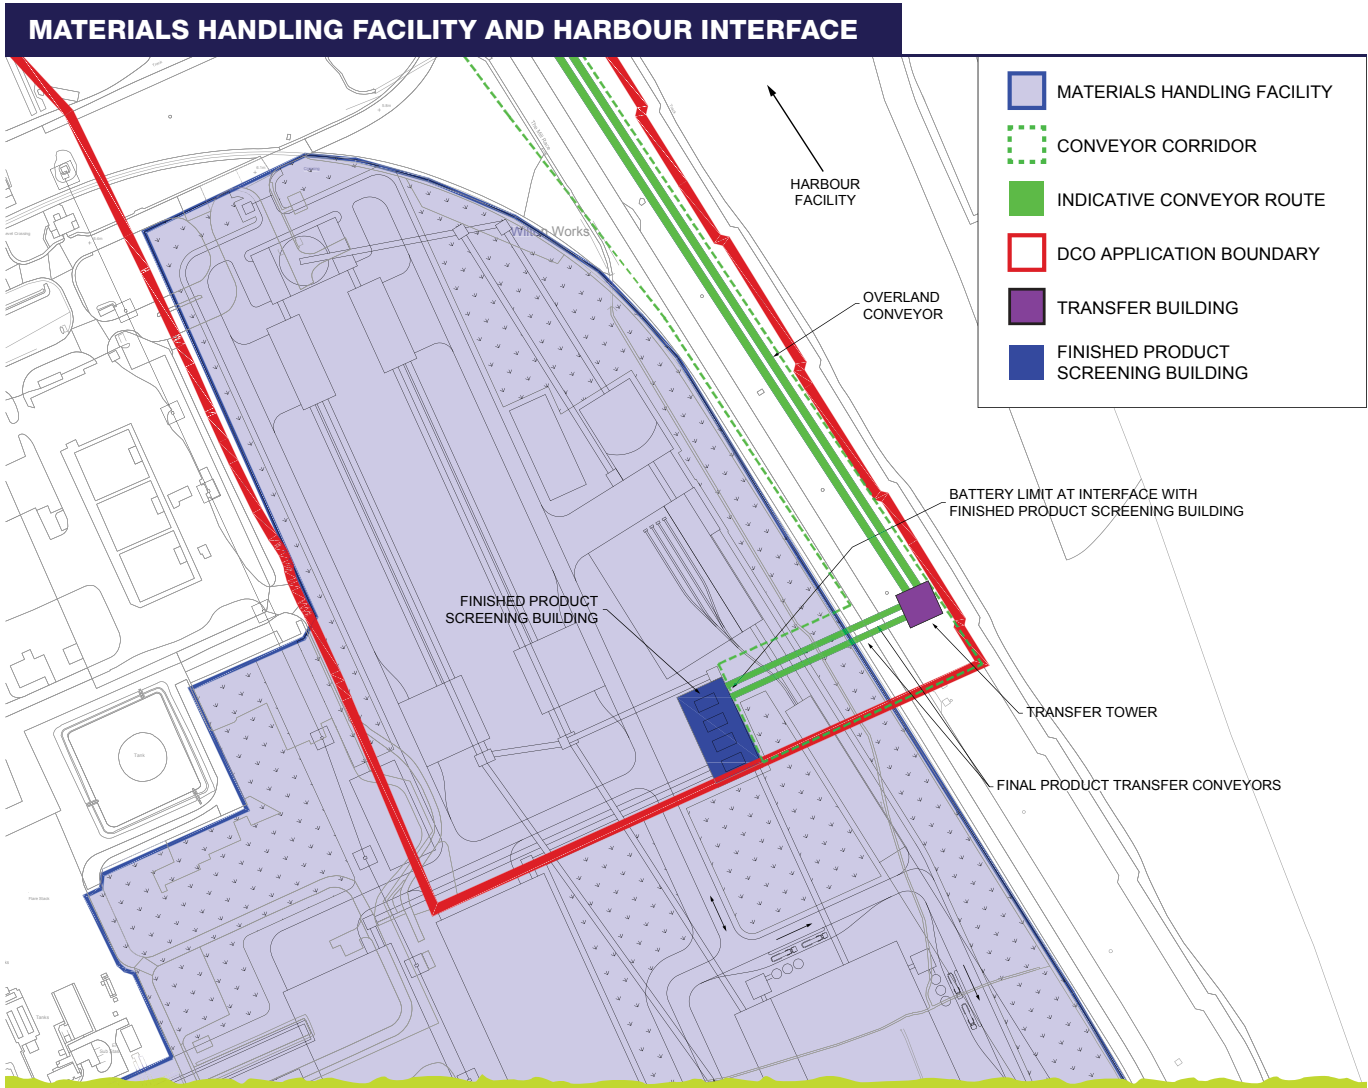 MATERIALS HANDLING FACILITY AND HARBOUR INTERFACE
MATERIALS HANDLING FACILITY
CONVEYOR CORRIDOR
INDICATIVE CONVEYOR ROUTE
DCO APPLICATION BOUNDARY
TRANSFER BUILDING
FINISHED PRODUCT
SCREENING BUILDING
HARBOUR
FACILITY
Wilton Works
OVERLAND
CONVEYOR
BATTERY LIMIT AT INTERFACE WITH
FINISHED PRODUCT SCREENING BUILDING
FINISHED PRODUCT
SCREENING BUILDING
TRANSFER TOWER
FINAL PRODUCT TRANSFER CONVEYORS
Tank
Tanks